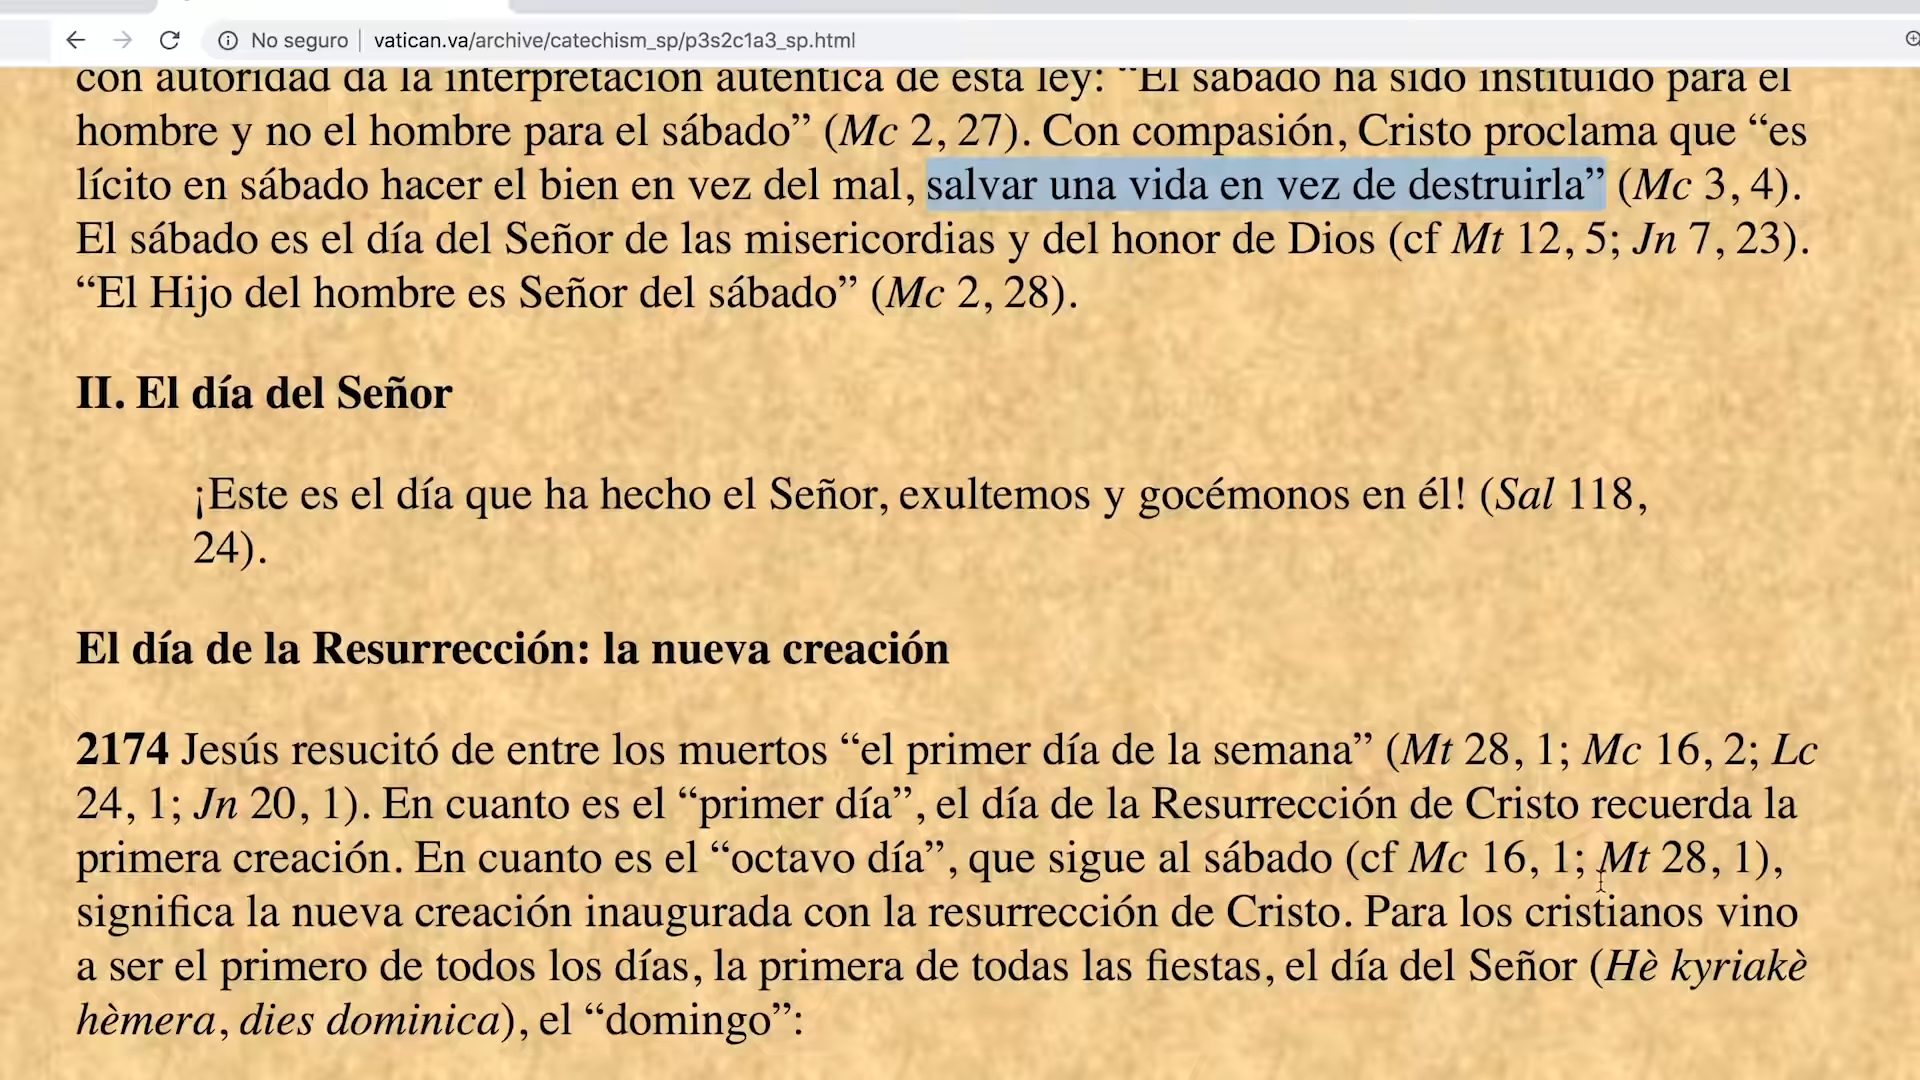 No seguro
vatican.va/archive/catechism_sp/p3s2c1a3_sp.html
con autoridad da la interpretación auténtica de esta ley: “El sábado ha sido instituido para el
hombre y no el hombre para el sábado” (Mc 2, 27). Con compasión, Cristo proclama que “es
lícito en sábado hacer el bien en vez del mal, salvar una vida en vez de destruirla” (Mc 3, 4).
El sábado es el día del Señor de las misericordias y del honor de Dios (cf Mt 12, 5; Jn 7, 23).
“El Hijo del hombre es Señor del sábado” (Mc 2, 28).
II. El día del Señor
¡Este es el día que ha hecho el Señor, exultemos y gocémonos en él! (Sal 118,
24).
El día de la Resurrección: la nueva creación
2174 Jesús resucitó de entre los muertos “el primer día de la semana” (Mt 28, 1; Mc 16, 2; Lc
24, 1; Jn 20, 1). En cuanto es el “primer día”, el día de la Resurrección de Cristo recuerda la
primera creación. En cuanto es el “octavo día”, que sigue al sábado (cf Mc 16, 1; Mt 28, 1),
significa la nueva creación inaugurada con la resurrección de Cristo. Para los cristianos vino
a ser el primero de todos los días, la primera de todas las fiestas, el día del Señor (Hè kyriakè
hèmera, dies dominica), el “domingo”: